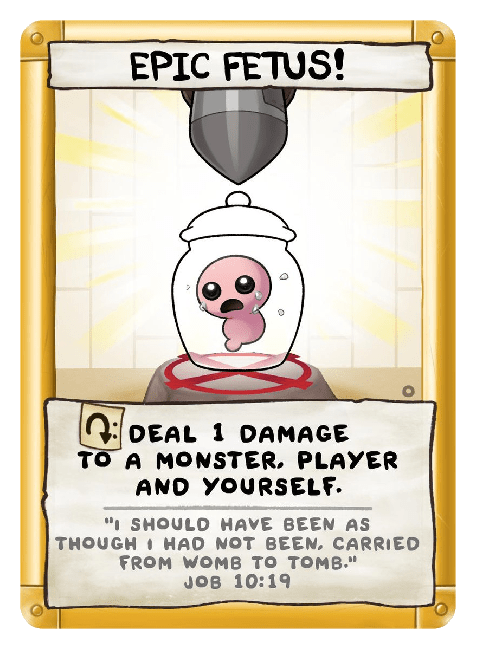 EPIC FETUS!
: DEAL 1 DAMAGE
TO A MONSTER, PLAYER
AND YOURSELF.
"I SHOULD HAVE BEEN AS
THOUGH I HAD NOT BEEN, CARRIED
FROM WOMB TO TOMB."
JOB 10:19